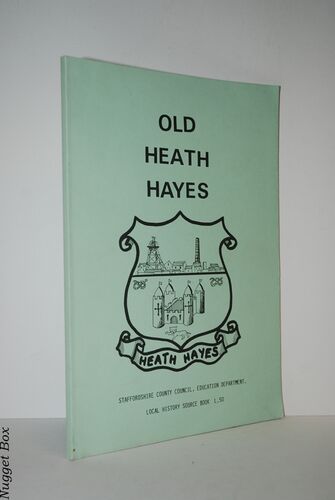 OLD
HEATH
HAYES
HEATH HAYES
STAFFORDSHIRE COUNTY COUNCIL, EDUCATION DEPARTMENT.
LOCAL HISTORY SOURCE BOOK L.50
Nugget Box